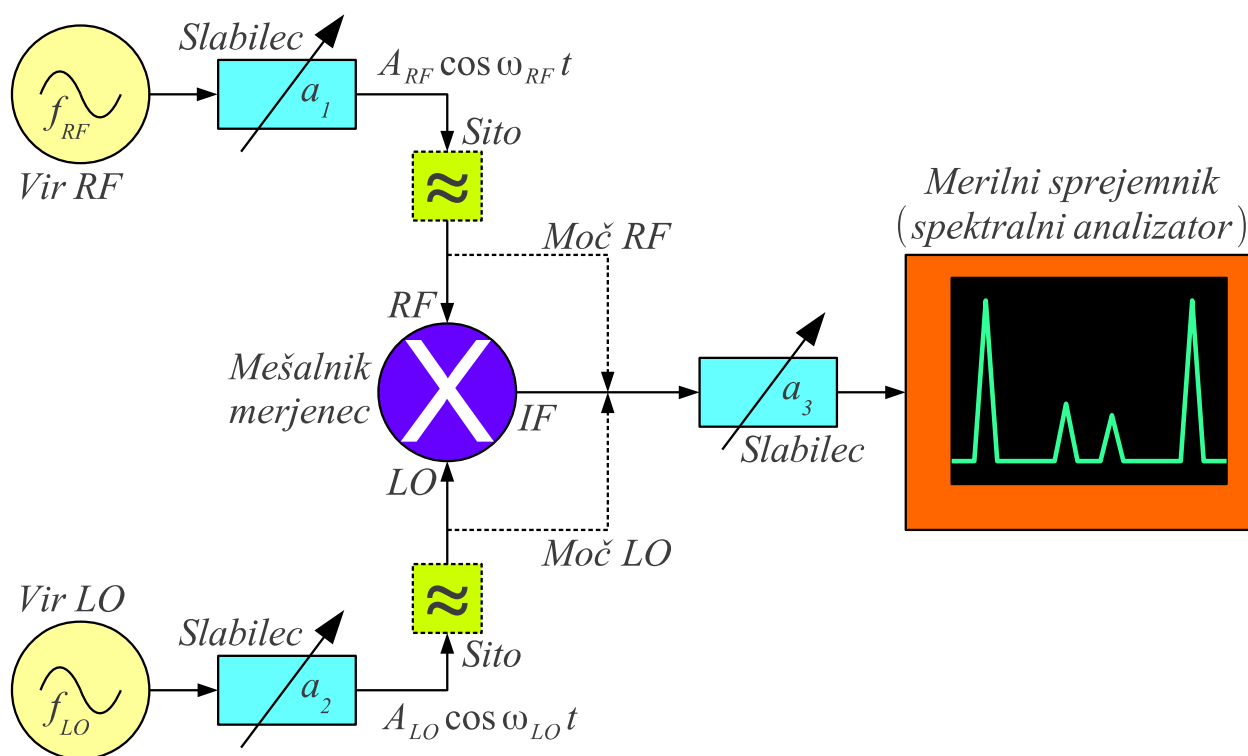 Slabilec
A_RF cos ω_RF t
f_RF
a_1
Vir RF
Sito
≈
Merilni sprejemnik
(spektralni analizator)
Moč RF
RF
Mešalnik
merjenec
X
IF
LO
a_3
Slabilec
Moč LO
Vir LO
≈
Slabilec
Sito
f_LO
a_2
A_LO cos ω_LO t